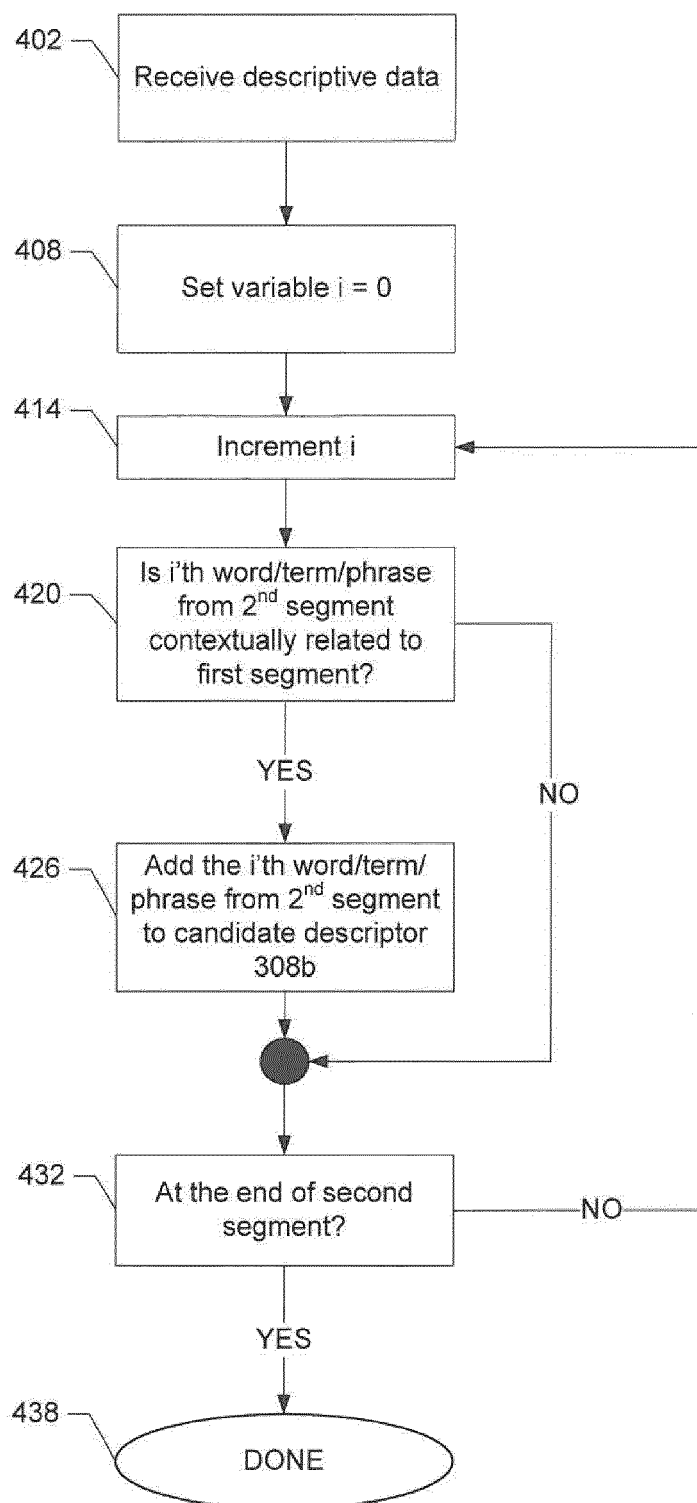 402
Receive descriptive data
408
Set variable i = 0
414
Increment i
420
Is i'th word/term/phrase
from 2nd segment
contextually related to
first segment?
YES
NO
426
Add the i'th word/term/
phrase from 2nd segment
to candidate descriptor
308b
432
At the end of second
segment?
NO
YES
438
DONE